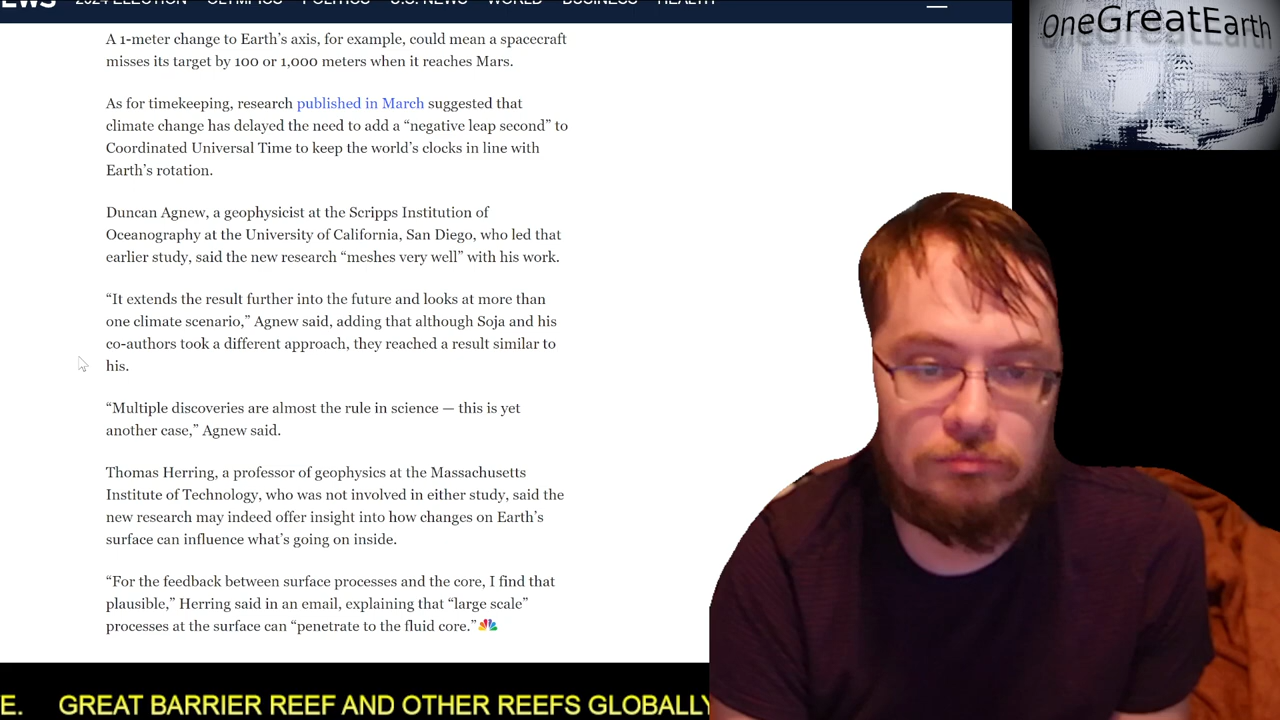 EWS 2024 ELECTION OLYMPICS POLITICS U.S. NEWS WORLD BUSINESS HEALTH
OneGreatEarth
A 1-meter change to Earth’s axis, for example, could mean a spacecraft
misses its target by 100 or 1,000 meters when it reaches Mars.
As for timekeeping, research published in March suggested that
climate change has delayed the need to add a “negative leap second” to
Coordinated Universal Time to keep the world’s clocks in line with
Earth’s rotation.
Duncan Agnew, a geophysicist at the Scripps Institution of
Oceanography at the University of California, San Diego, who led that
earlier study, said the new research “meshes very well” with his work.
“It extends the result further into the future and looks at more than
one climate scenario,” Agnew said, adding that although Soja and his
co-authors took a different approach, they reached a result similar to
his.
“Multiple discoveries are almost the rule in science — this is yet
another case,” Agnew said.
Thomas Herring, a professor of geophysics at the Massachusetts
Institute of Technology, who was not involved in either study, said the
new research may indeed offer insight into how changes on Earth’s
surface can influence what’s going on inside.
“For the feedback between surface processes and the core, I find that
plausible,” Herring said in an email, explaining that “large scale”
processes at the surface can “penetrate to the fluid core.”
E. GREAT BARRIER REEF AND OTHER REEFS GLOBALLY